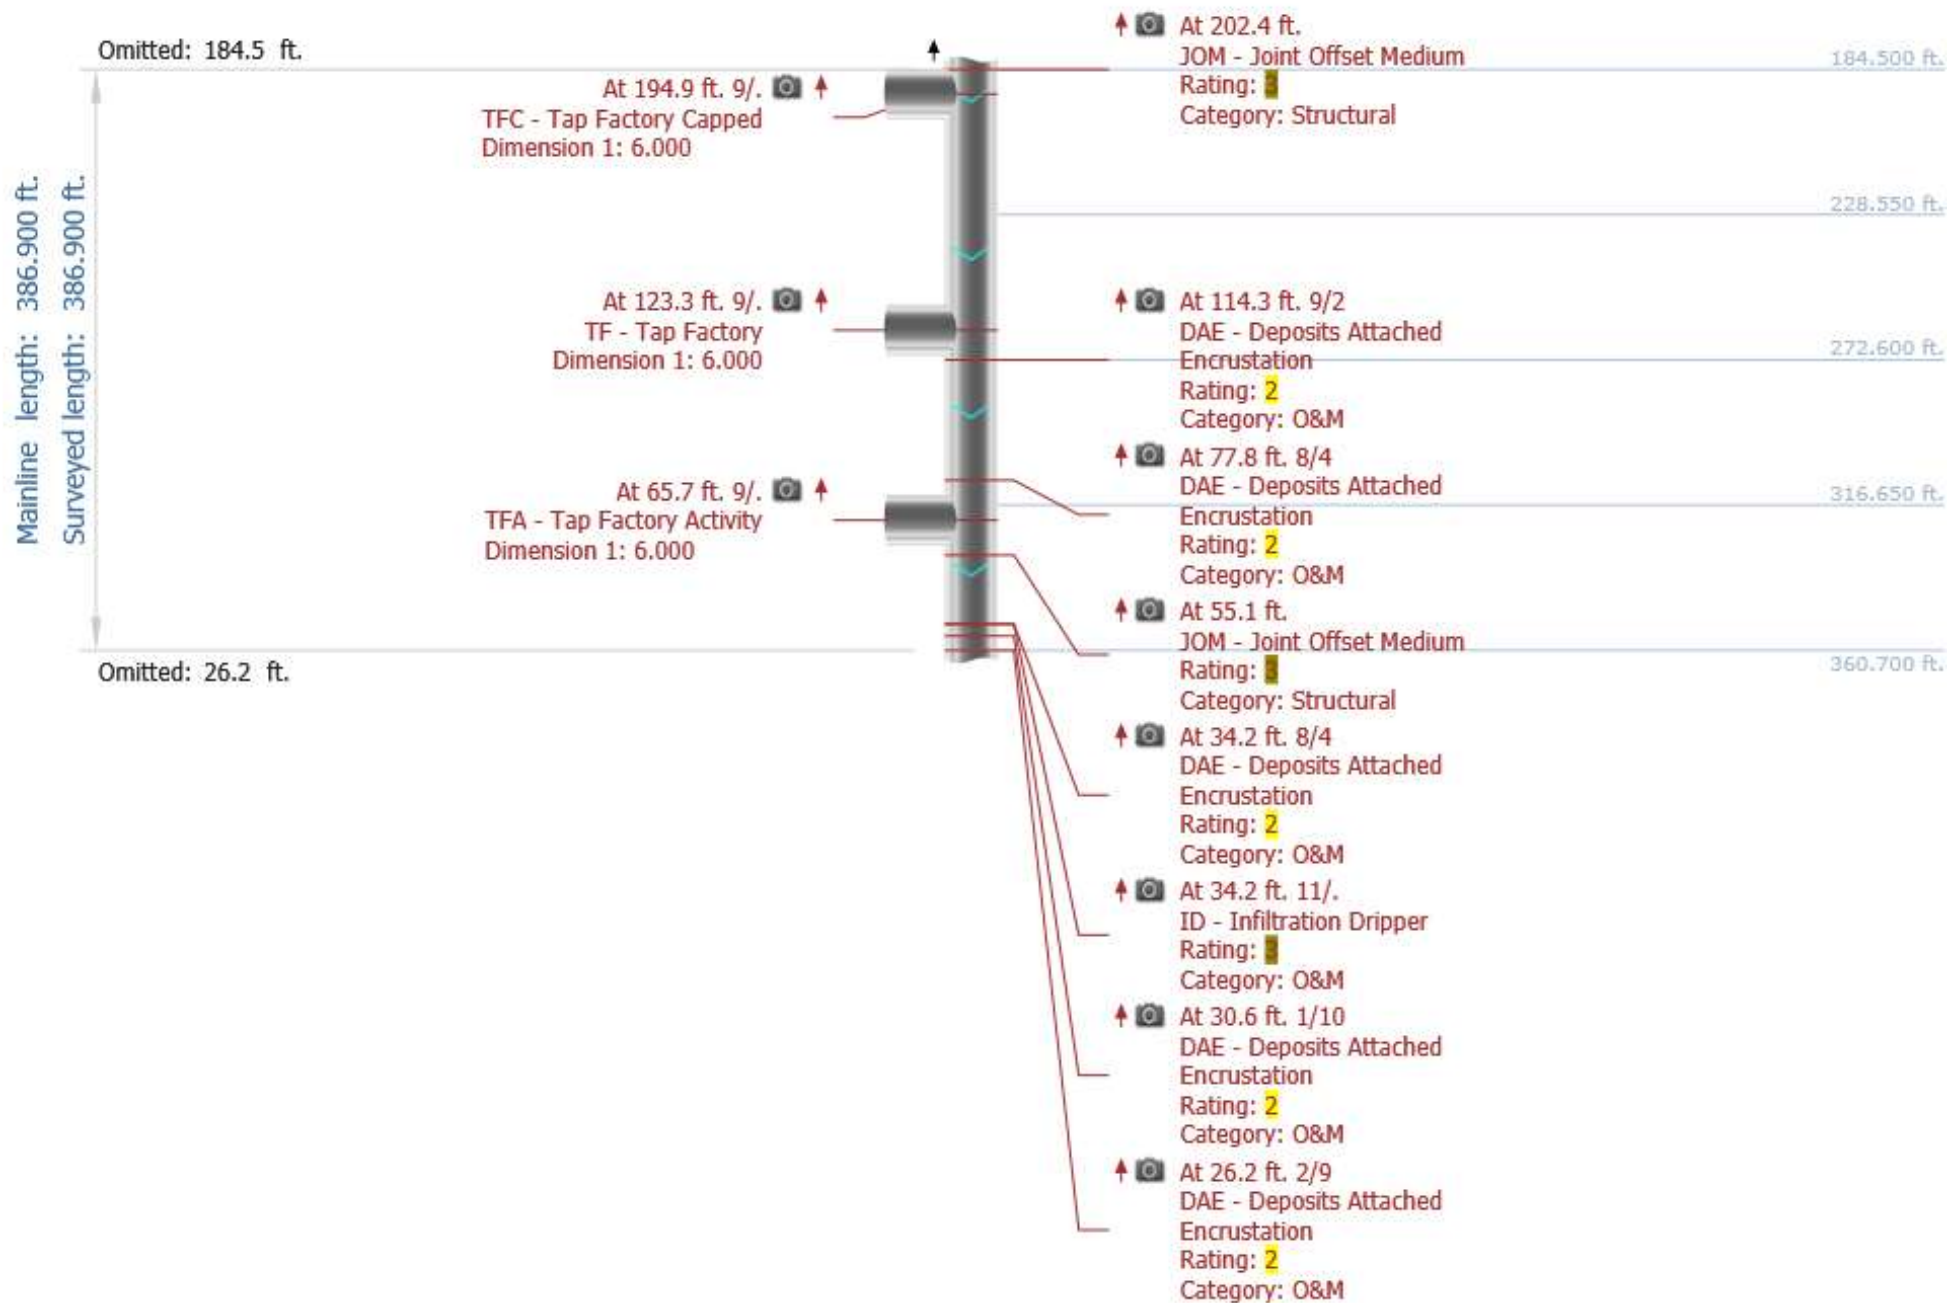 Omitted: 184.5 ft.
Mainline length: 386.900 ft.
Surveyed length: 386.900 ft.
Omitted: 26.2 ft.
At 194.9 ft. 9/.
TFC - Tap Factory Capped
Dimension 1: 6.000
At 123.3 ft. 9/.
TF - Tap Factory
Dimension 1: 6.000
At 65.7 ft. 9/.
TFA - Tap Factory Activity
Dimension 1: 6.000
At 202.4 ft.
JOM - Joint Offset Medium
Rating: 3
Category: Structural
At 114.3 ft. 9/2
DAE - Deposits Attached
Encrustation
Rating: 2
Category: O&M
At 77.8 ft. 8/4
DAE - Deposits Attached
Encrustation
Rating: 2
Category: O&M
At 55.1 ft.
JOM - Joint Offset Medium
Rating: 3
Category: Structural
At 34.2 ft. 8/4
DAE - Deposits Attached
Encrustation
Rating: 2
Category: O&M
At 34.2 ft. 11/.
ID - Infiltration Dripper
Rating: 3
Category: O&M
At 30.6 ft. 1/10
DAE - Deposits Attached
Encrustation
Rating: 2
Category: O&M
At 26.2 ft. 2/9
DAE - Deposits Attached
Encrustation
Rating: 2
Category: O&M
184.500 ft.
228.550 ft.
272.600 ft.
316.650 ft.
360.700 ft.